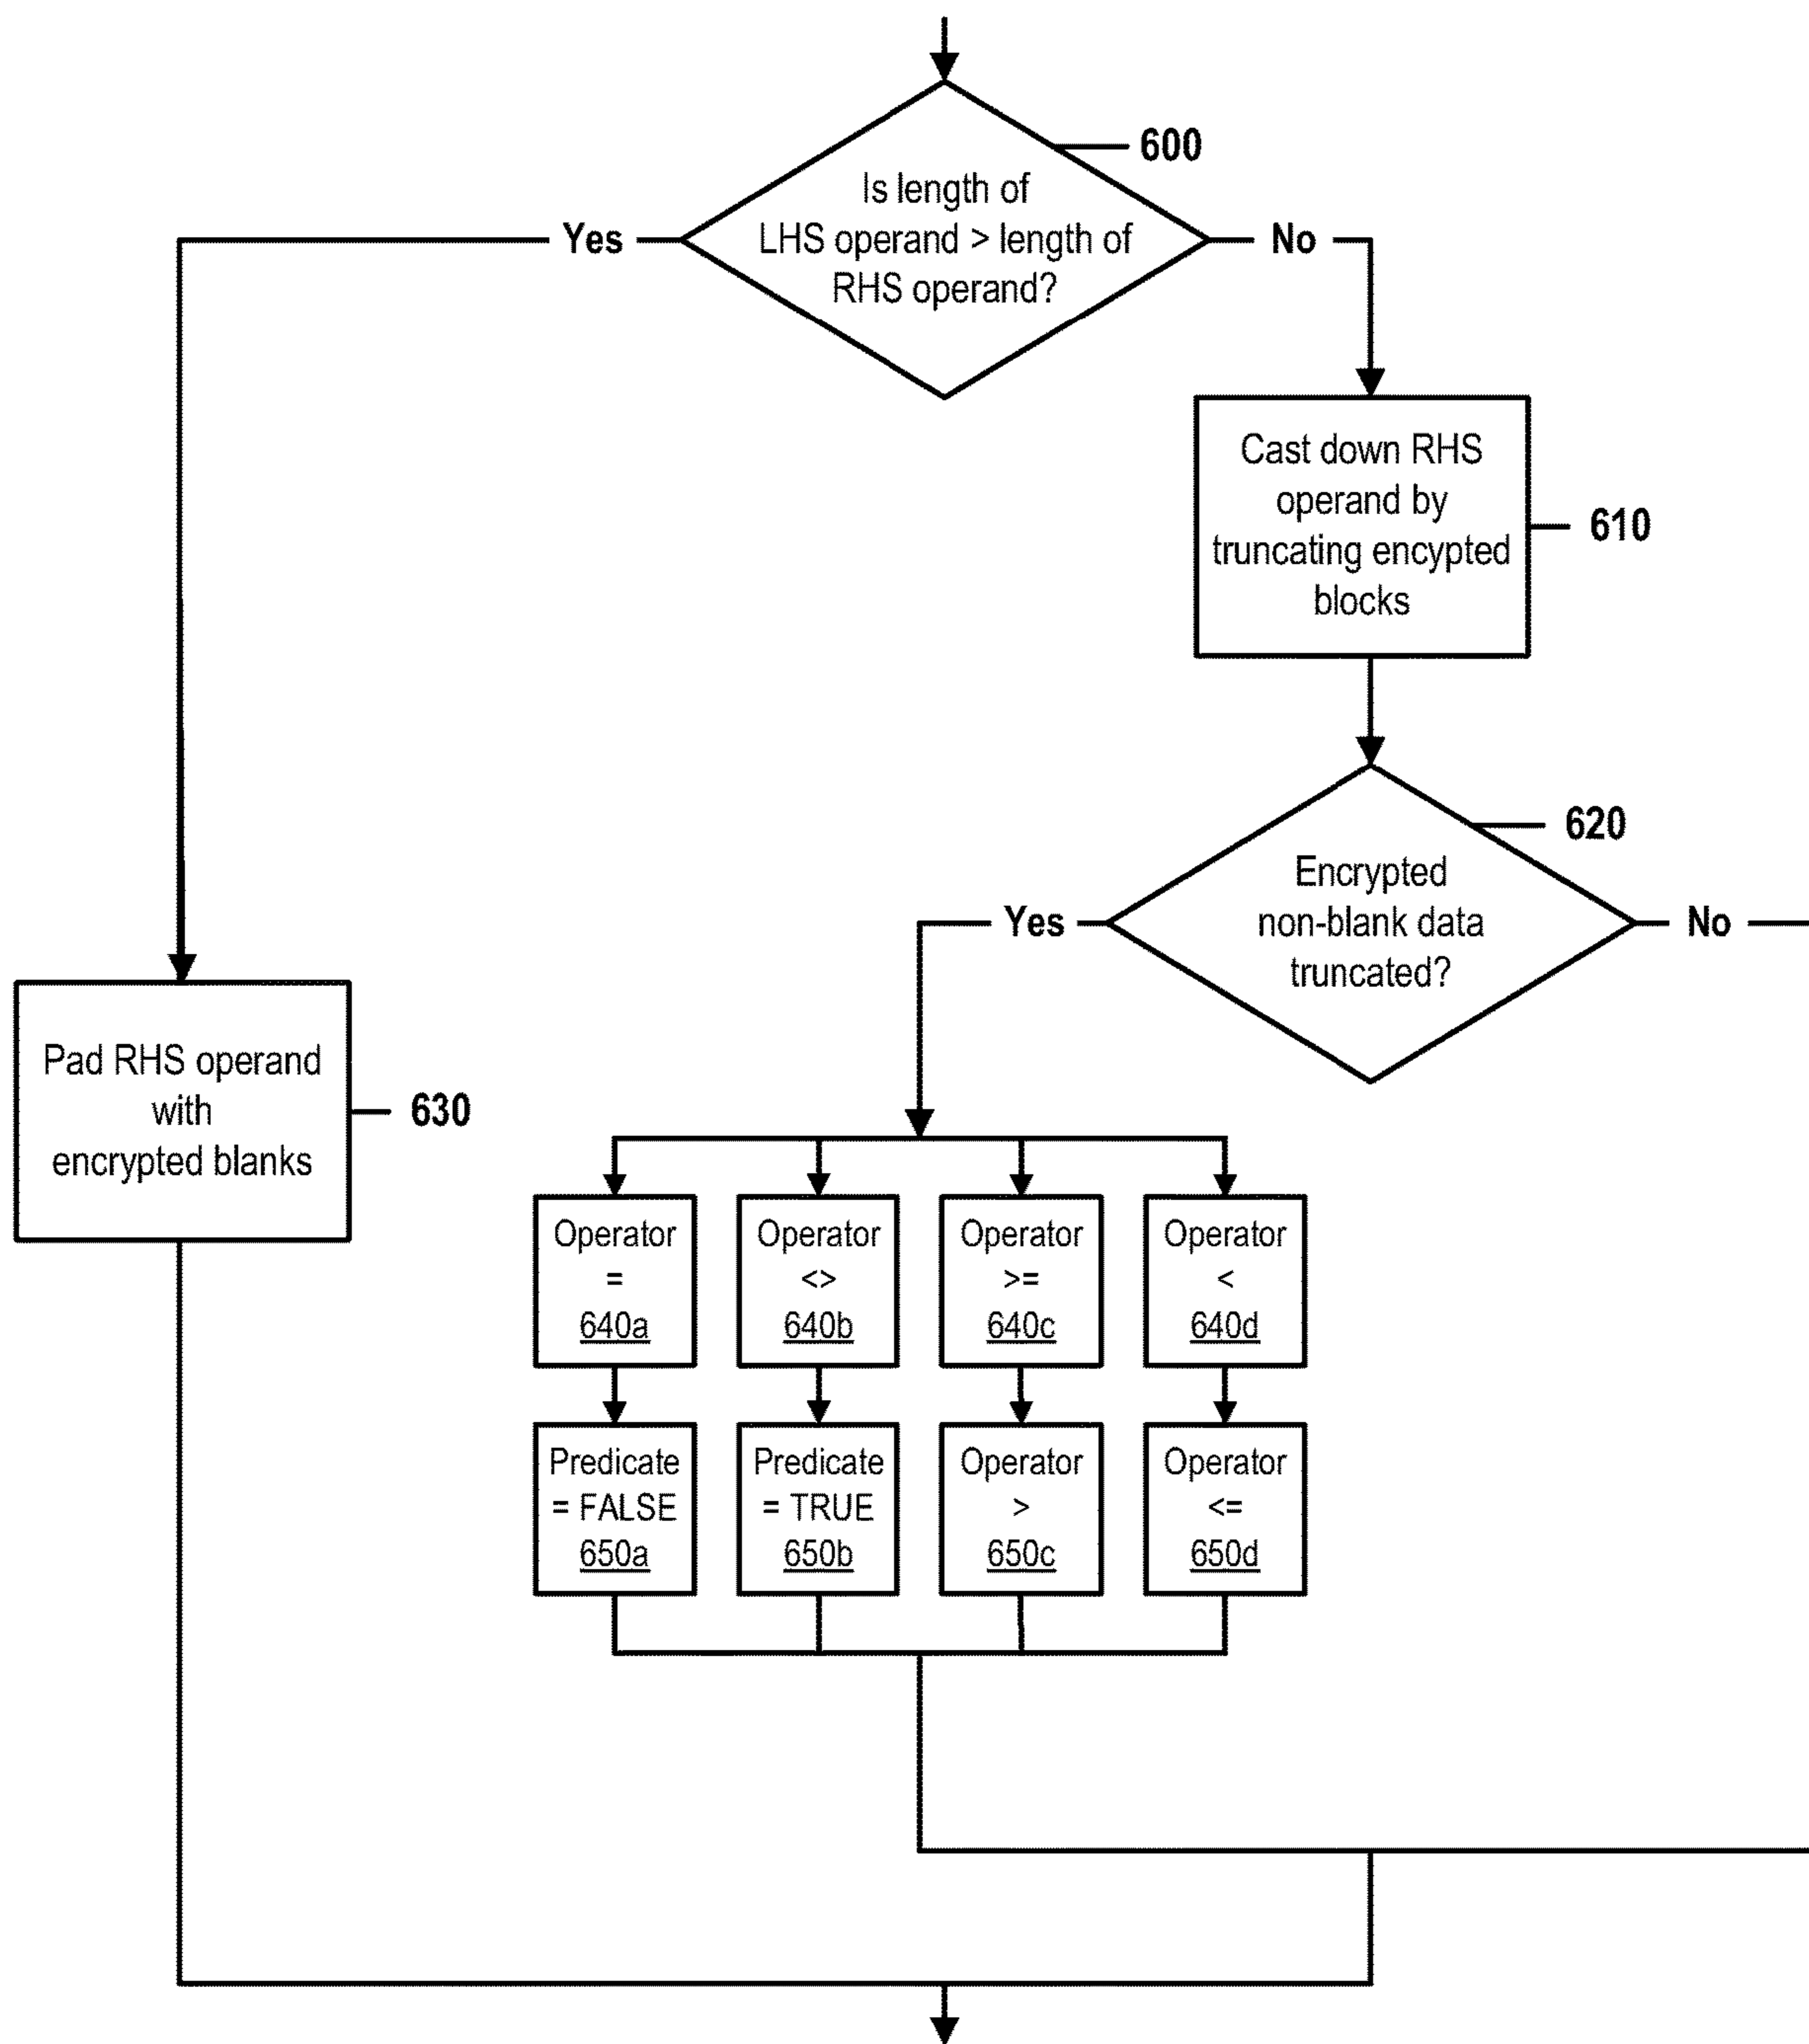 600
Is length of
LHS operand > length of
RHS operand?
Yes
No
Cast down RHS
operand by
truncating encypted
blocks
610
620
Encrypted
non-blank data
truncated?
Yes
No
Pad RHS operand
with
encrypted blanks
630
Operator
=
640a
Operator
<>
640b
Operator
>=
640c
Operator
<
640d
Predicate
= FALSE
650a
Predicate
= TRUE
650b
Operator
>
650c
Operator
<=
650d